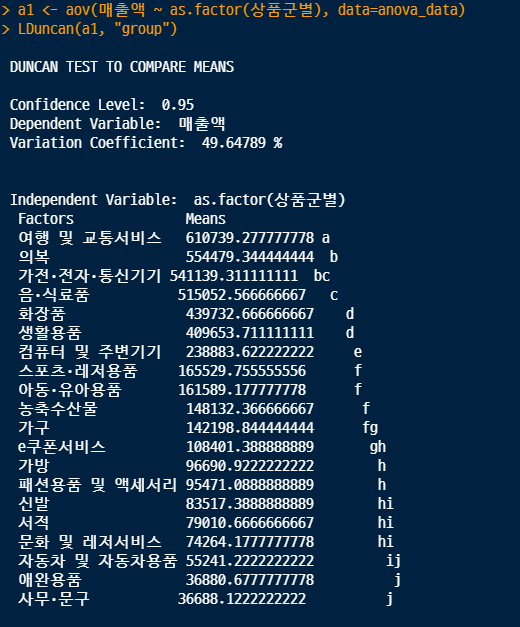 > a1 <- aov(매출액 ~ as.factor(상품군별), data=anova_data)
> LDuncan(a1, "group")
DUNCAN TEST TO COMPARE MEANS
Confidence Level: 0.95
Dependent Variable: 매출액
Variation Coefficient: 49.64789 %
Independent Variable: as.factor(상품군별)
Factors Means
여행 및 교통서비스 610739.277777778 a
의복 554479.344444444 b
가전·전자·통신기기 541139.311111111 bc
음·식료품 515052.566666667 c
화장품 439732.666666667 d
생활용품 409653.711111111 d
컴퓨터 및 주변기기 238883.622222222 e
스포츠·레저용품 165529.755555556 f
아동·유아용품 161589.177777778 f
농축수산물 148132.366666667 f
가구 142198.844444444 fg
e쿠폰서비스 108401.388888889 gh
가방 96690.9222222222 h
패션용품 및 액세서리 95471.0888888889 h
신발 83517.3888888889 hi
서적 79010.6666666667 hi
문화 및 레저서비스 74264.1777777778 hi
자동차 및 자동차용품 55241.2222222222 ij
애완용품 36880.6777777778 j
사무·문구 36688.1222222222 j